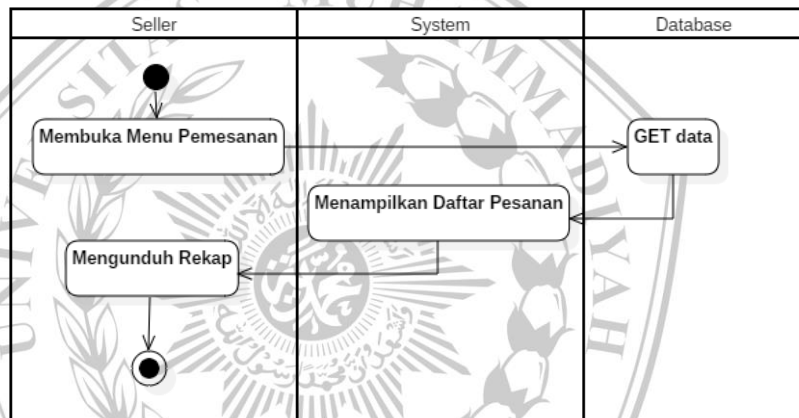 Seller
System
Database
Membuka Menu Pemesanan
GET data
Menampilkan Daftar Pesanan
Mengunduh Rekap